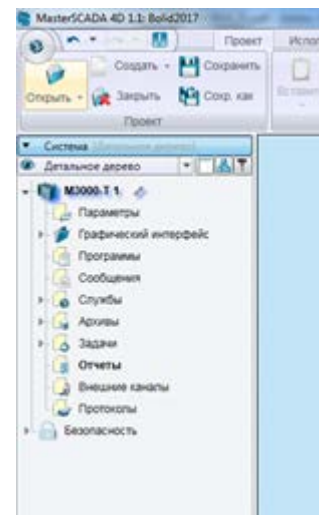 MasterSCADA 4D 1.1: Bolid2017
Проект
Открыть
Создать
Сохранить
Закрыть
Сохр. как
Проект
Система
Детальное дерево
М3000-Т 1
Параметры
Графический интерфейс
Программы
Сообщения
Службы
Архивы
Задачи
Отчеты
Внешние каналы
Протоколы
Безопасность